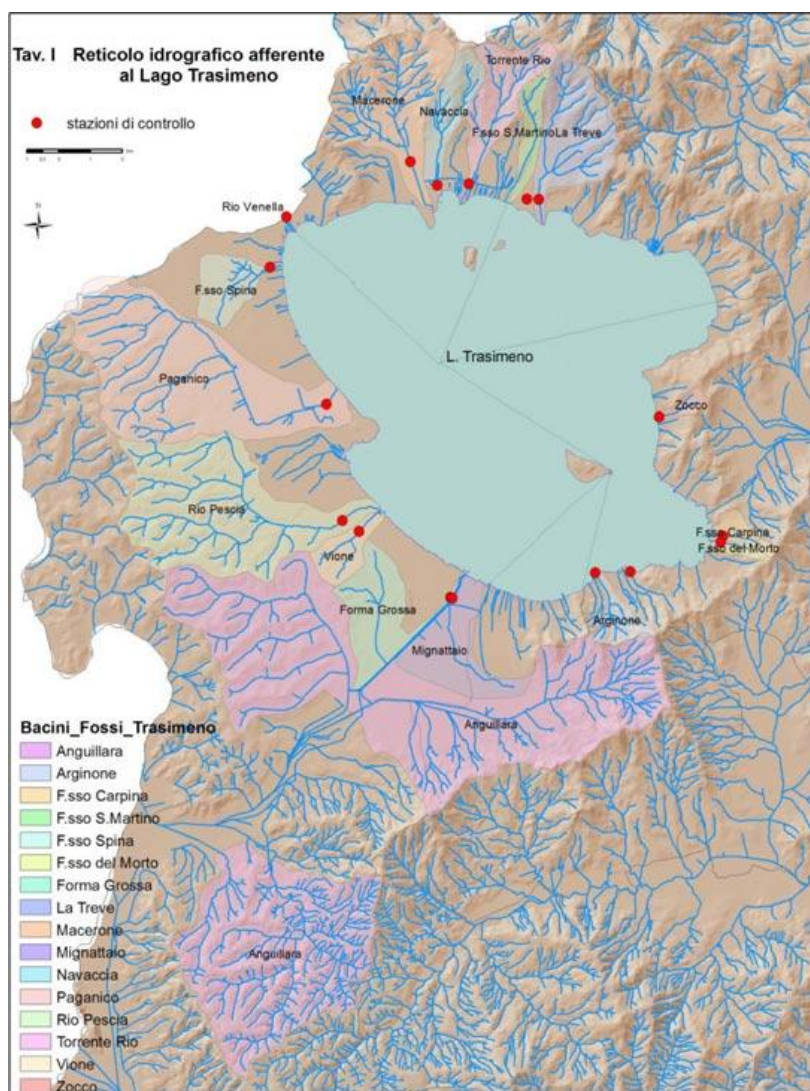 Tav. I Reticolo idrografico afferente
al Lago Trasimeno
stazioni di controllo
Torrente Rio
Macerone
Navaccia
F.sso S.Martino
La Treve
Rio Venella
F.sso Spina
L. Trasimeno
Paganico
Zocco
Rio Pescia
F.sso Carpina
F.sso del Morto
Vione
Forma Grossa
Arginone
Mignattaio
Anguillara
Anguillara
Bacini_Fossi_Trasimeno
Anguillara
Arginone
F.sso Carpina
F.sso S.Martino
F.sso Spina
F.sso del Morto
Forma Grossa
La Treve
Macerone
Mignattaio
Navaccia
Paganico
Rio Pescia
Torrente Rio
Vione
Zocco